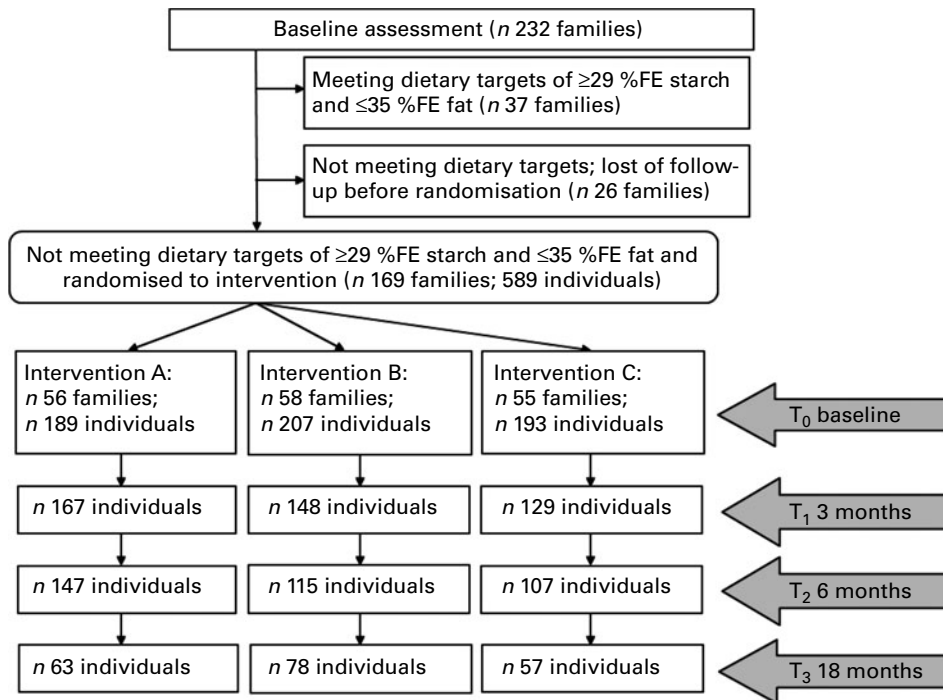 Baseline assessment (n 232 families)
Meeting dietary targets of ≥29 %FE starch
and ≤35 %FE fat (n 37 families)
Not meeting dietary targets; lost of follow-
up before randomisation (n 26 families)
Not meeting dietary targets of ≥29 %FE starch and ≤35 %FE fat and
randomised to intervention (n 169 families; 589 individuals)
Intervention A:
n 56 families;
n 189 individuals
Intervention B:
n 58 families;
n 207 individuals
Intervention C:
n 55 families;
n 193 individuals
T0 baseline
n 167 individuals
n 148 individuals
n 129 individuals
T1 3 months
n 147 individuals
n 115 individuals
n 107 individuals
T2 6 months
n 63 individuals
n 78 individuals
n 57 individuals
T3 18 months